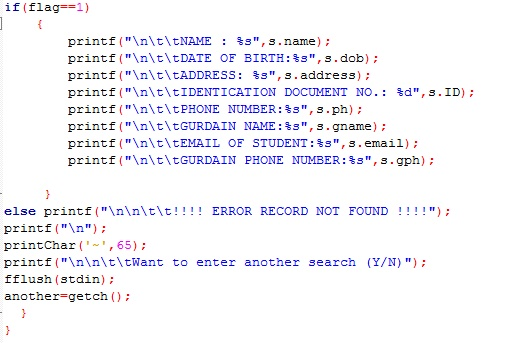 if(flag==1)
{
printf("\n\t\tNAME : %s",s.name);
printf("\n\t\tDATE OF BIRTH:%s",s.dob);
printf("\n\t\tADDRESS: %s",s.address);
printf("\n\t\tIDENTICATION DOCUMENT NO.: %d",s.ID);
printf("\n\t\tPHONE NUMBER:%s",s.ph);
printf("\n\t\tGURDAIN NAME:%s",s.gname);
printf("\n\t\tEMAIL OF STUDENT:%s",s.email);
printf("\n\t\tGURDAIN PHONE NUMBER:%s",s.gph);
}
else printf("\n\n\t\t!!!! ERROR RECORD NOT FOUND !!!!");
printf("\n");
printChar('~',65);
printf("\n\n\t\tWant to enter another search (Y/N)");
fflush(stdin);
another=getch();
}
}